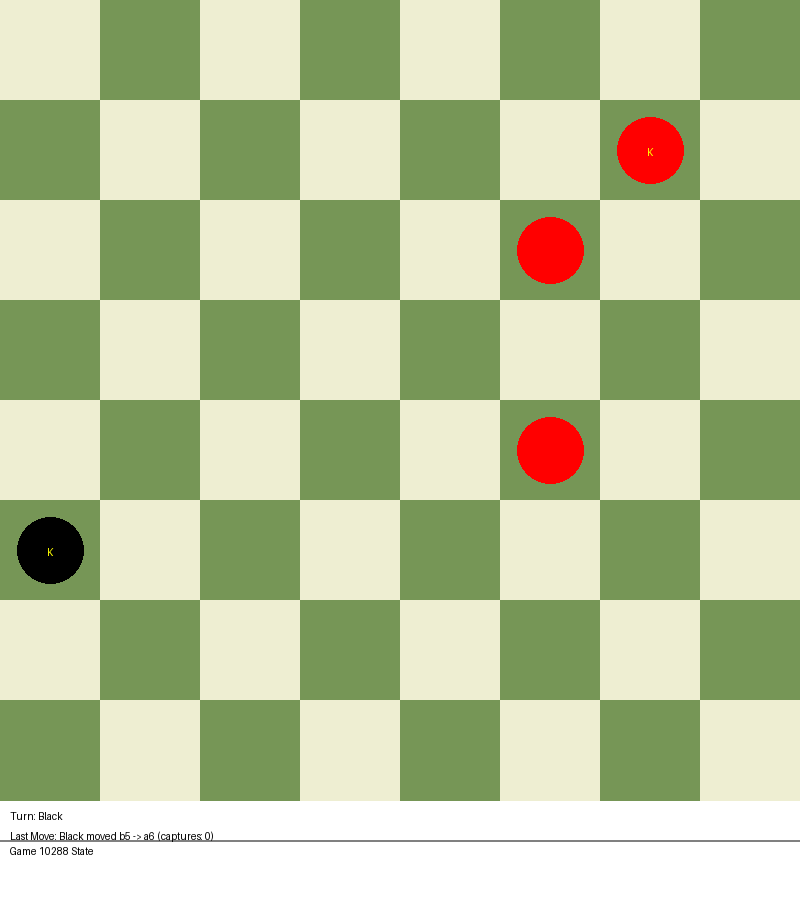 K
K
Turn: Black
Last Move: Black moved b5 -> a6 (captures: 0)
Game 10288 State